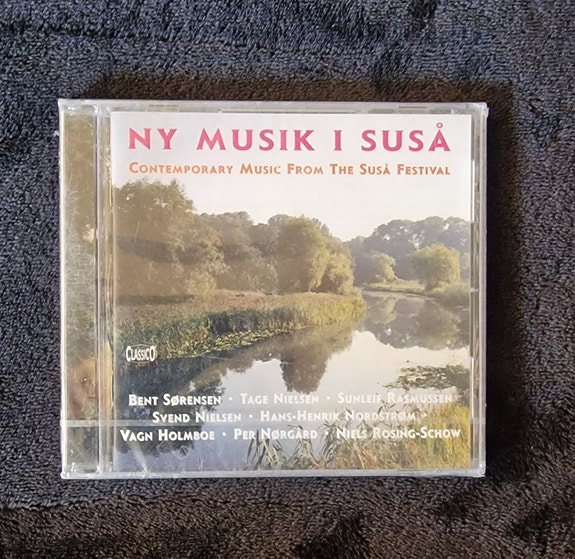 NY MUSIK I SUSÅ
CONTEMPORARY MUSIC FROM THE SUSÅ FESTIVAL
CLASSICO
BENT SØRENSEN · TAGE NIELSEN · SUNLEIF RASMUSSEN
SVEND NIELSEN · HANS-HENRIK NORDSTRØM ·
VAGN HOLMBOE · PER NØRGÅRD · NIELS ROSING-SCHOW